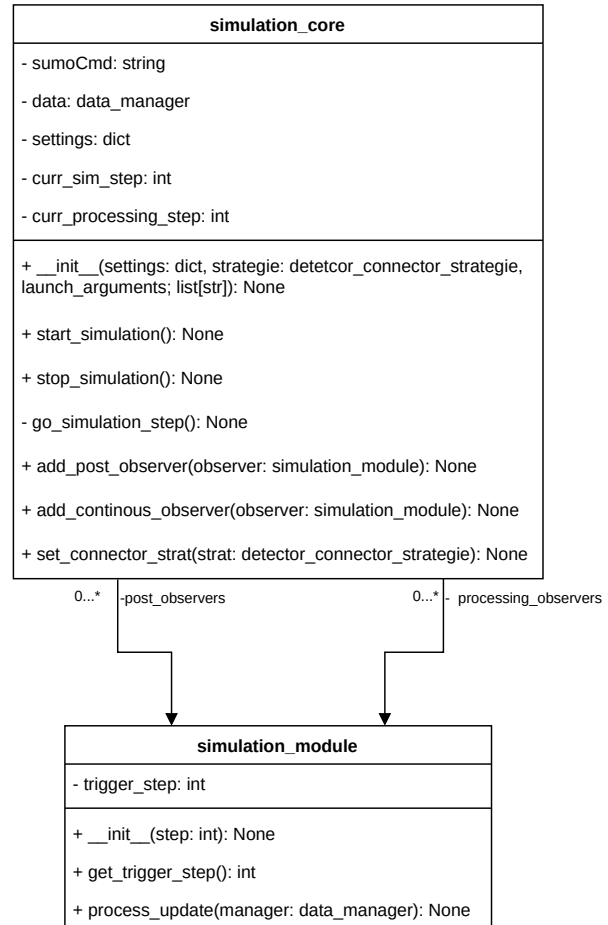 simulation_core
- sumoCmd: string
- data: data_manager
- settings: dict
- curr_sim_step: int
- curr_processing_step: int
+ __init__(settings: dict, strategie: detetcor_connector_strategie,
launch_arguments; list[str]): None
+ start_simulation(): None
+ stop_simulation(): None
- go_simulation_step(): None
+ add_post_observer(observer: simulation_module): None
+ add_continous_observer(observer: simulation_module): None
+ set_connector_strat(strat: detector_connector_strategie): None
0...* -post_observers
0...* - processing_observers
simulation_module
- trigger_step: int
+ __init__(step: int): None
+ get_trigger_step(): int
+ process_update(manager: data_manager): None